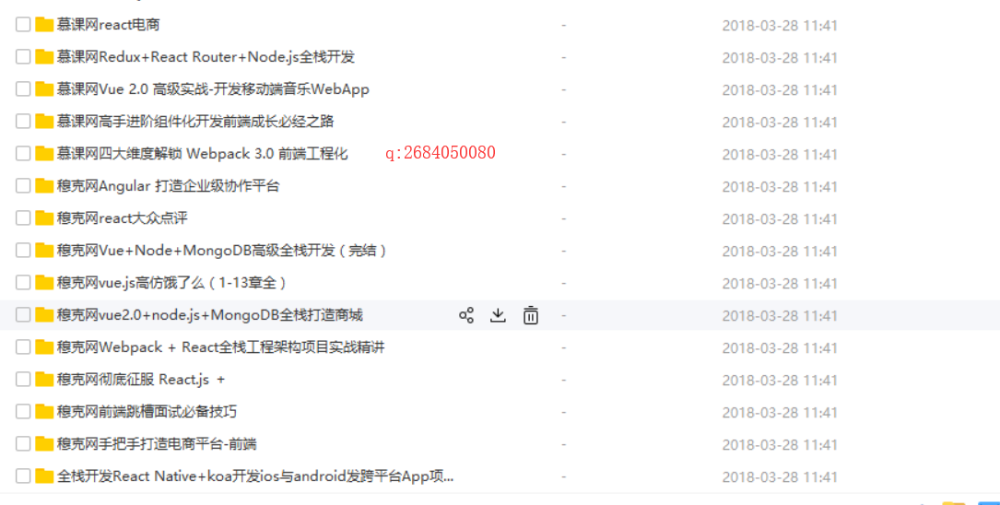 慕课网react电商 - 2018-03-28 11:41
慕课网Redux+React Router+Node.js全栈开发 - 2018-03-28 11:41
慕课网Vue 2.0 高级实战-开发移动端音乐WebApp - 2018-03-28 11:41
慕课网高手进阶组件化开发前端成长必经之路 - 2018-03-28 11:41
慕课网四大维度解锁 Webpack 3.0 前端工程化 q:2684050080 - 2018-03-28 11:41
穆克网Angular 打造企业级协作平台 - 2018-03-28 11:41
穆克网react大众点评 - 2018-03-28 11:41
穆克网Vue+Node+MongoDB高级全栈开发（完结） - 2018-03-28 11:41
穆克网vue.js高仿饿了么（1-13章全） - 2018-03-28 11:41
穆克网vue2.0+node.js+MongoDB全栈打造商城 - 2018-03-28 11:41
穆克网Webpack + React全栈工程架构项目实战精讲 - 2018-03-28 11:41
穆克网彻底征服 React.js + - 2018-03-28 11:41
穆克网前端跳槽面试必备技巧 - 2018-03-28 11:41
穆克网手把手打造电商平台-前端 - 2018-03-28 11:41
全栈开发React Native+koa开发ios与android发跨平台App项... - 2018-03-28 11:41